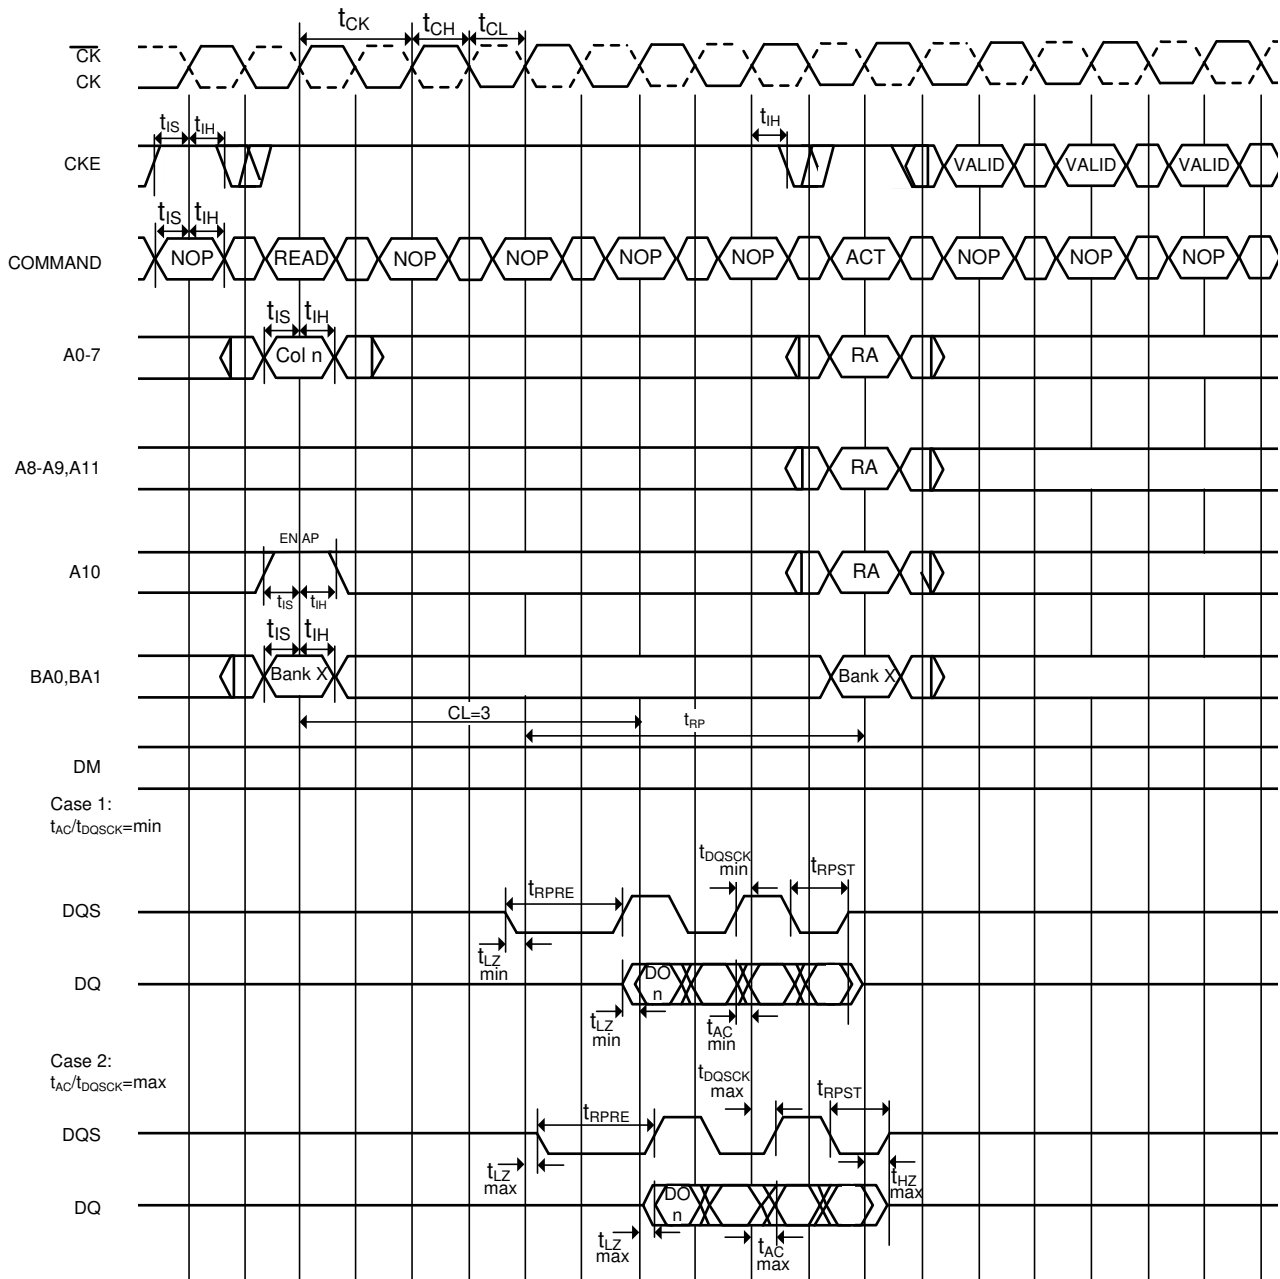 tCK tCH tCL
CK
CK
tIS tIH tIH
CKE VALID VALID VALID
tIS tIH
COMMAND NOP READ NOP NOP NOP NOP ACT NOP NOP NOP
tIS tIH
A0-7 Col n RA
A8-A9,A11 RA
EN AP
A10 RA
tIS tIH
tIS tIH
BA0,BA1 Bank X Bank X
CL=3
tRP
DM
Case 1:
tAC/tDQSCK=min
tDQSCK
min
tRPST
tRPRE
DQS
tLZ
min
DQ DO
n
tLZ
min
tAC
min
Case 2:
tAC/tDQSCK=max
tDQSCK
max
tRPST
tRPRE
DQS
tLZ
max
tHZ
max
DQ DO
n
tLZ
max
tAC
max